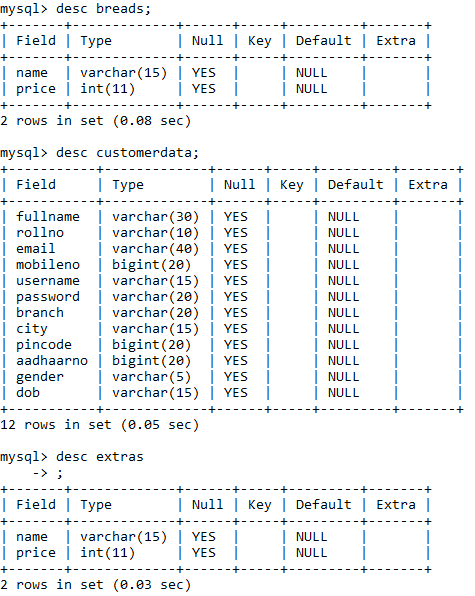 mysql> desc breads;
+-------+-------------+------+-----+---------+-------+
| Field | Type        | Null | Key | Default | Extra |
+-------+-------------+------+-----+---------+-------+
| name  | varchar(15) | YES  |     | NULL    |       |
| price | int(11)     | YES  |     | NULL    |       |
+-------+-------------+------+-----+---------+-------+
2 rows in set (0.08 sec)

mysql> desc customerdata;
+-----------+-------------+------+-----+---------+-------+
| Field     | Type        | Null | Key | Default | Extra |
+-----------+-------------+------+-----+---------+-------+
| fullname  | varchar(30) | YES  |     | NULL    |       |
| rollno    | varchar(10) | YES  |     | NULL    |       |
| email     | varchar(40) | YES  |     | NULL    |       |
| mobileno  | bigint(20)  | YES  |     | NULL    |       |
| username  | varchar(15) | YES  |     | NULL    |       |
| password  | varchar(20) | YES  |     | NULL    |       |
| branch    | varchar(20) | YES  |     | NULL    |       |
| city      | varchar(15) | YES  |     | NULL    |       |
| pincode   | bigint(20)  | YES  |     | NULL    |       |
| aadhaarno | bigint(20)  | YES  |     | NULL    |       |
| gender    | varchar(5)  | YES  |     | NULL    |       |
| dob       | varchar(15) | YES  |     | NULL    |       |
+-----------+-------------+------+-----+---------+-------+
12 rows in set (0.05 sec)

mysql> desc extras
    -> ;
+-------+-------------+------+-----+---------+-------+
| Field | Type        | Null | Key | Default | Extra |
+-------+-------------+------+-----+---------+-------+
| name  | varchar(15) | YES  |     | NULL    |       |
| price | int(11)     | YES  |     | NULL    |       |
+-------+-------------+------+-----+---------+-------+
2 rows in set (0.03 sec)